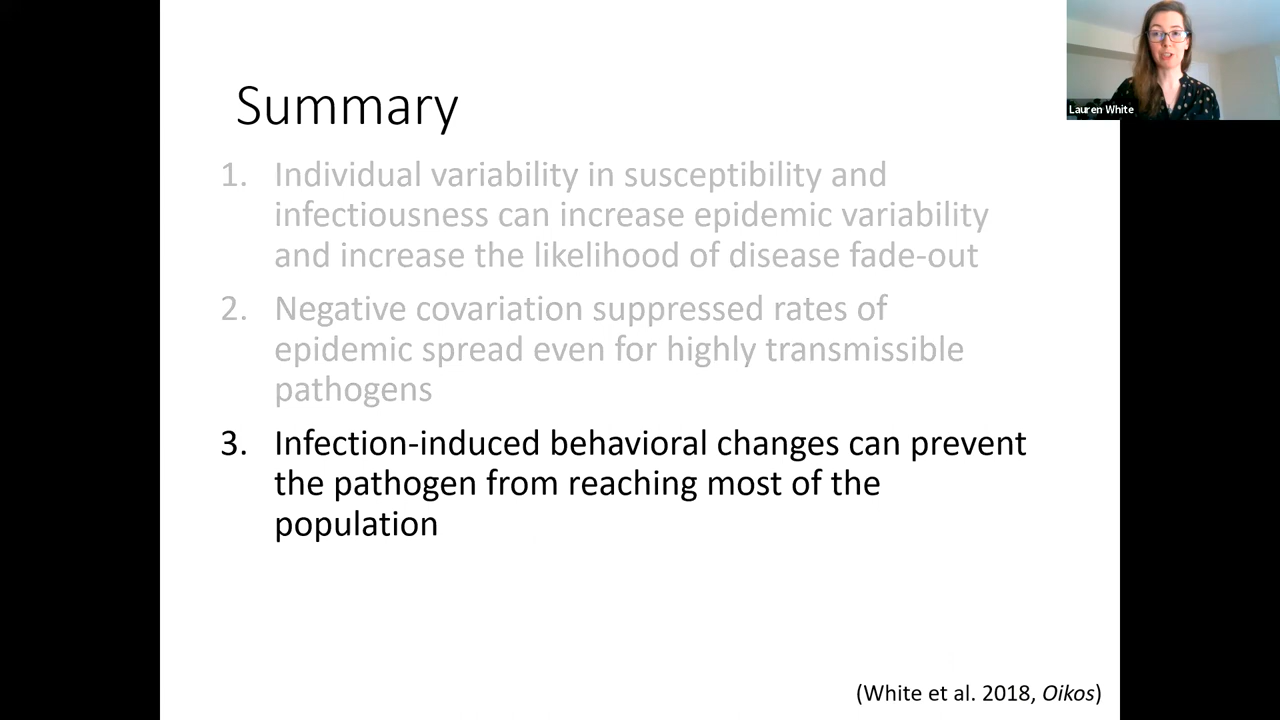 Lauren White
Summary
1. Individual variability in susceptibility and
infectiousness can increase epidemic variability
and increase the likelihood of disease fade-out
2. Negative covariation suppressed rates of
epidemic spread even for highly transmissible
pathogens
3. Infection-induced behavioral changes can prevent
the pathogen from reaching most of the
population
(White et al. 2018, Oikos)